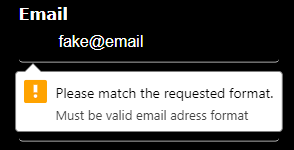 Email
fake@email
!
Please match the requested format.
Must be valid email adress format